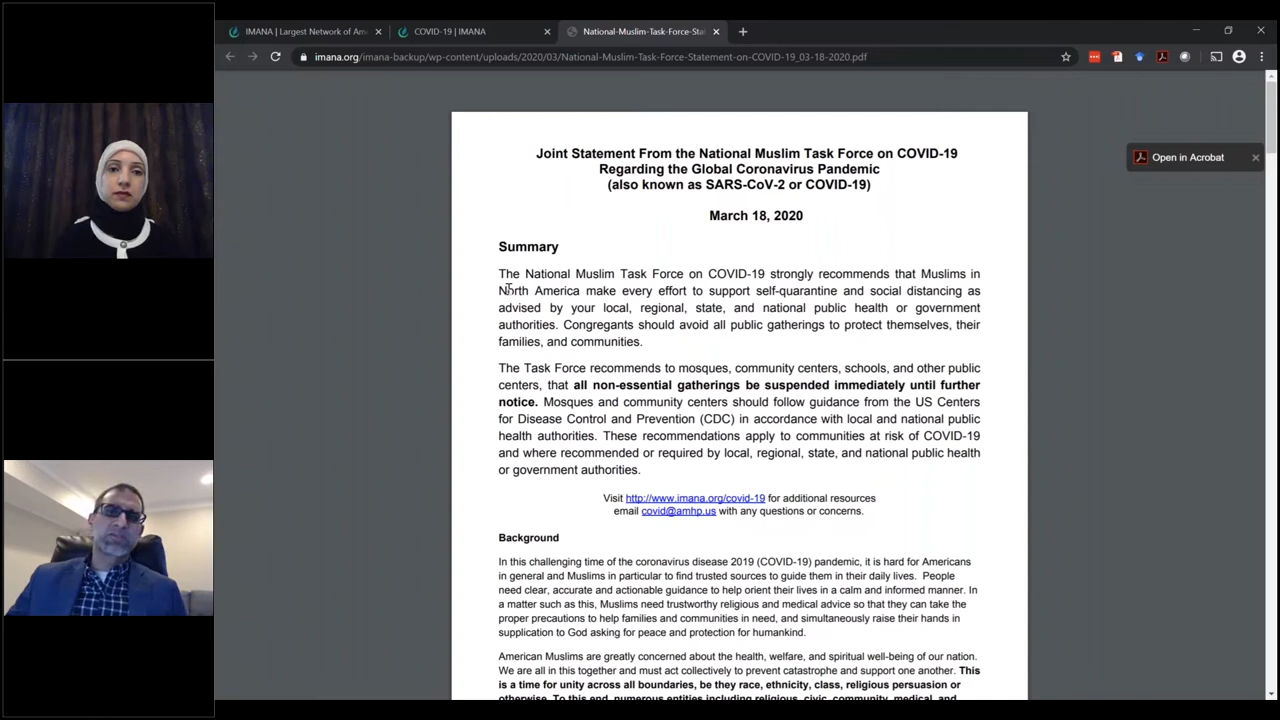 IMANA | Largest Network of Am
COVID-19 | IMANA
National-Muslim-Task-Force-Stat
imana.org/imana-backup/wp-content/uploads/2020/03/National-Muslim-Task-Force-Statement-on-COVID-19_03-18-2020.pdf
Open in Acrobat
Joint Statement From the National Muslim Task Force on COVID-19
Regarding the Global Coronavirus Pandemic
(also known as SARS-CoV-2 or COVID-19)
March 18, 2020
Summary
The National Muslim Task Force on COVID-19 strongly recommends that Muslims in
North America make every effort to support self-quarantine and social distancing as
advised by your local, regional, state, and national public health or government
authorities. Congregants should avoid all public gatherings to protect themselves, their
families, and communities.
The Task Force recommends to mosques, community centers, schools, and other public
centers, that all non-essential gatherings be suspended immediately until further
notice. Mosques and community centers should follow guidance from the US Centers
for Disease Control and Prevention (CDC) in accordance with local and national public
health authorities. These recommendations apply to communities at risk of COVID-19
and where recommended or required by local, regional, state, and national public health
or government authorities.
Visit http://www.imana.org/covid-19 for additional resources
email covid@amhp.us with any questions or concerns.
Background
In this challenging time of the coronavirus disease 2019 (COVID-19) pandemic, it is hard for Americans
in general and Muslims in particular to find trusted sources to guide them in their daily lives. People
need clear, accurate and actionable guidance to help orient their lives in a calm and informed manner. In
a matter such as this, Muslims need trustworthy religious and medical advice so that they can take the
proper precautions to help families and communities in need, and simultaneously raise their hands in
supplication to God asking for peace and protection for humankind.
American Muslims are greatly concerned about the health, welfare, and spiritual well-being of our nation.
We are all in this together and must act collectively to prevent catastrophe and support one another. This
is a time for unity across all boundaries, be they race, ethnicity, class, religious persuasion or
otherwise. To this end, numerous entities including religious, civic, community, medical, and